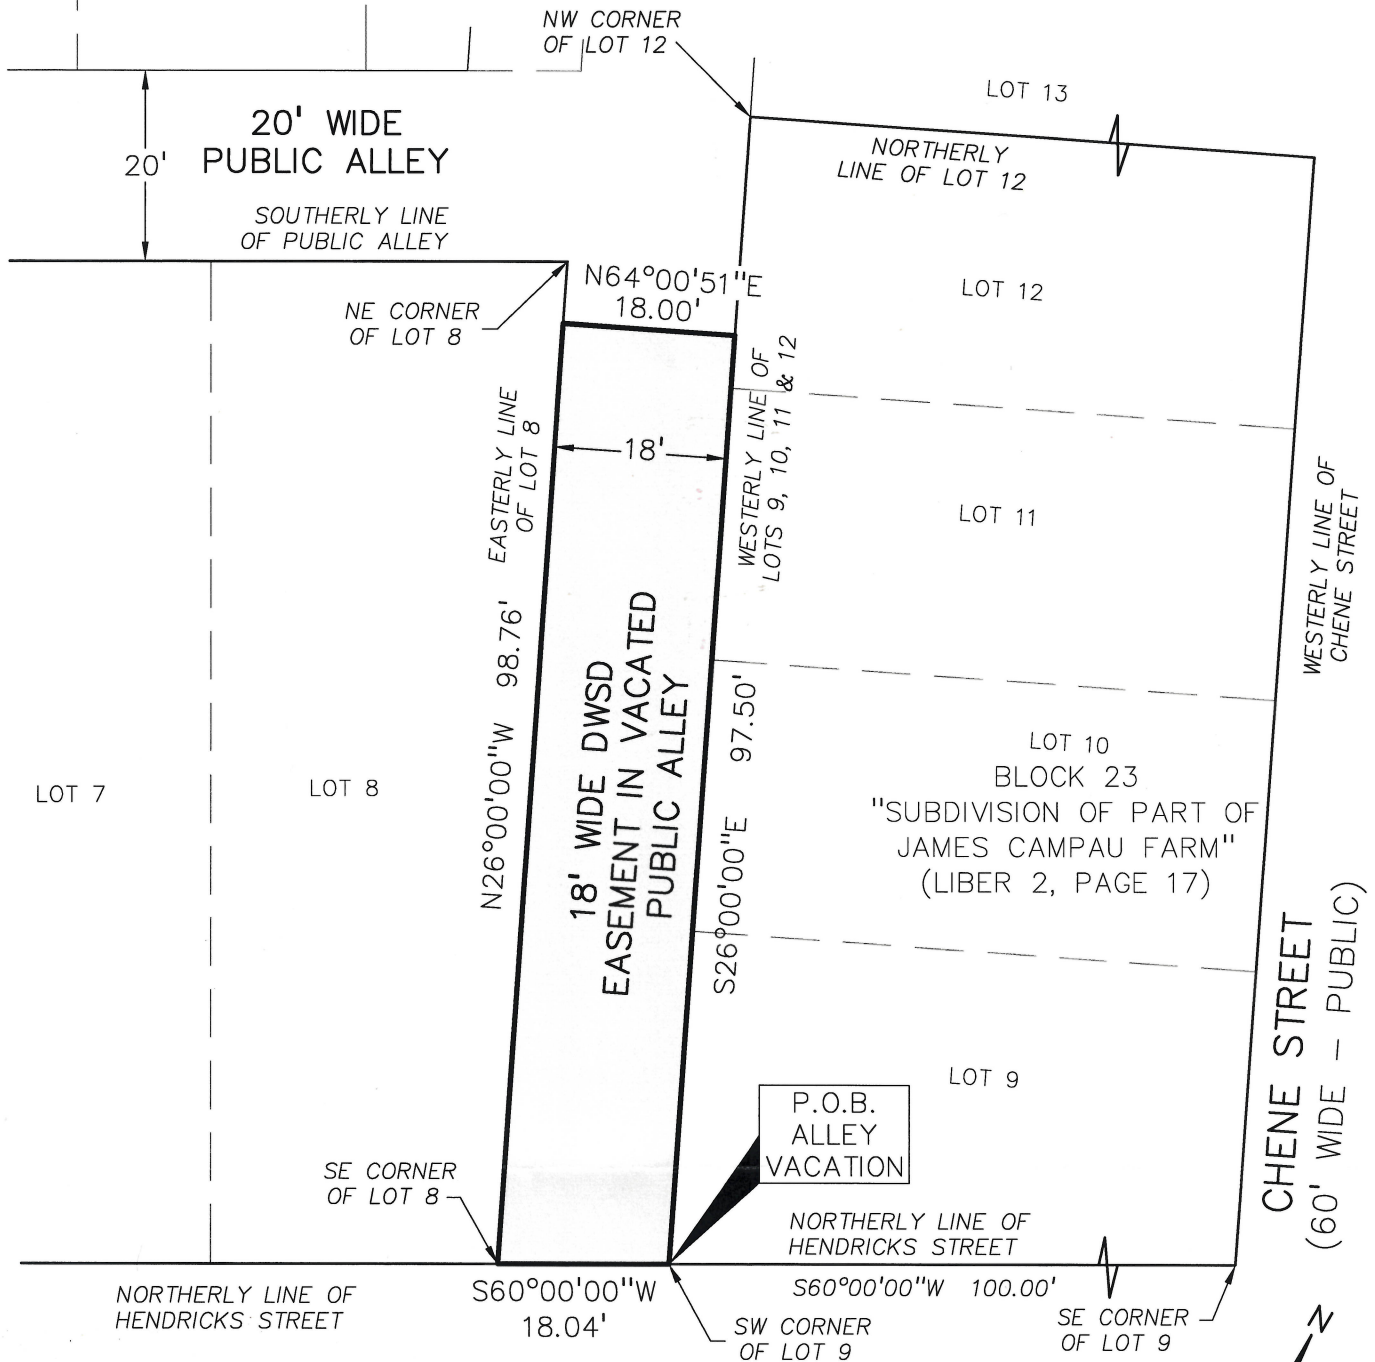 NW CORNER
OF LOT 12
LOT 13
20' WIDE
PUBLIC ALLEY
20'
NORTHERLY
LINE OF LOT 12
SOUTHERLY LINE
OF PUBLIC ALLEY
N64°00'51"E
18.00'
LOT 12
NE CORNER
OF LOT 8
WESTERLY LINE OF
LOTS 9, 10, 11 & 12
EASTERLY LINE
OF LOT 8
18'
LOT 11
WESTERLY LINE OF
CHENE STREET
N26°00'00"W 98.76'
18' WIDE DWSD
EASEMENT IN VACATED
PUBLIC ALLEY
S26°00'00"E 97.50'
LOT 7
LOT 8
LOT 10
BLOCK 23
"SUBDIVISION OF PART OF
JAMES CAMPAU FARM"
(LIBER 2, PAGE 17)
CHENE STREET
(60' WIDE - PUBLIC)
LOT 9
P.O.B.
ALLEY
VACATION
SE CORNER
OF LOT 8
NORTHERLY LINE OF
HENDRICKS STREET
NORTHERLY LINE OF
HENDRICKS STREET
S60°00'00"W
18.04'
S60°00'00"W 100.00'
SW CORNER
OF LOT 9
SE CORNER
OF LOT 9
N